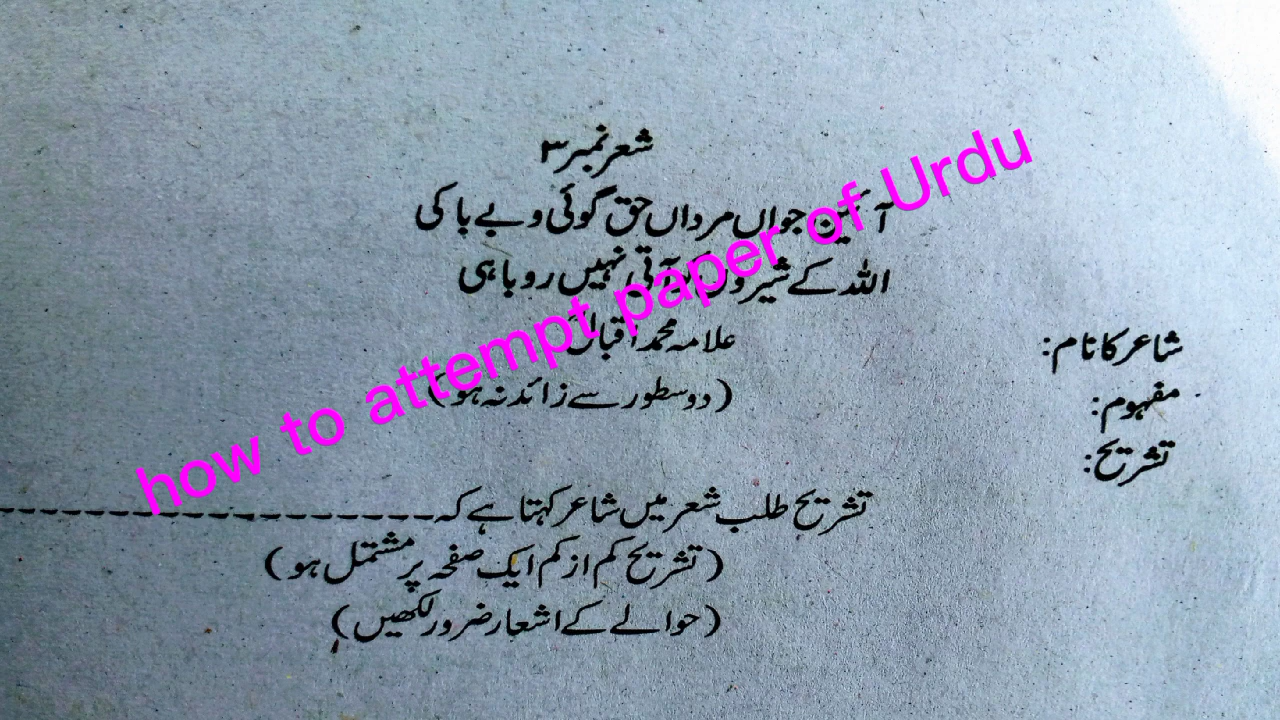 شعر نمبر ۳
آئین جواں مرداں حق گوئی و بے باکی
اللہ کے شیروں کو آتی نہیں روباہی
شاعر کا نام: علامہ محمد اقبالؒ
مفہوم: (دو سطور سے زائد نہ ہو)
تشریح:
تشریح طلب شعر میں شاعر کہتا ہے کہ--------------------
(تشریح کم از کم ایک صفحہ پر مشتمل ہو)
(حوالے کے اشعار ضرور لکھیں)
how to attempt paper of Urdu